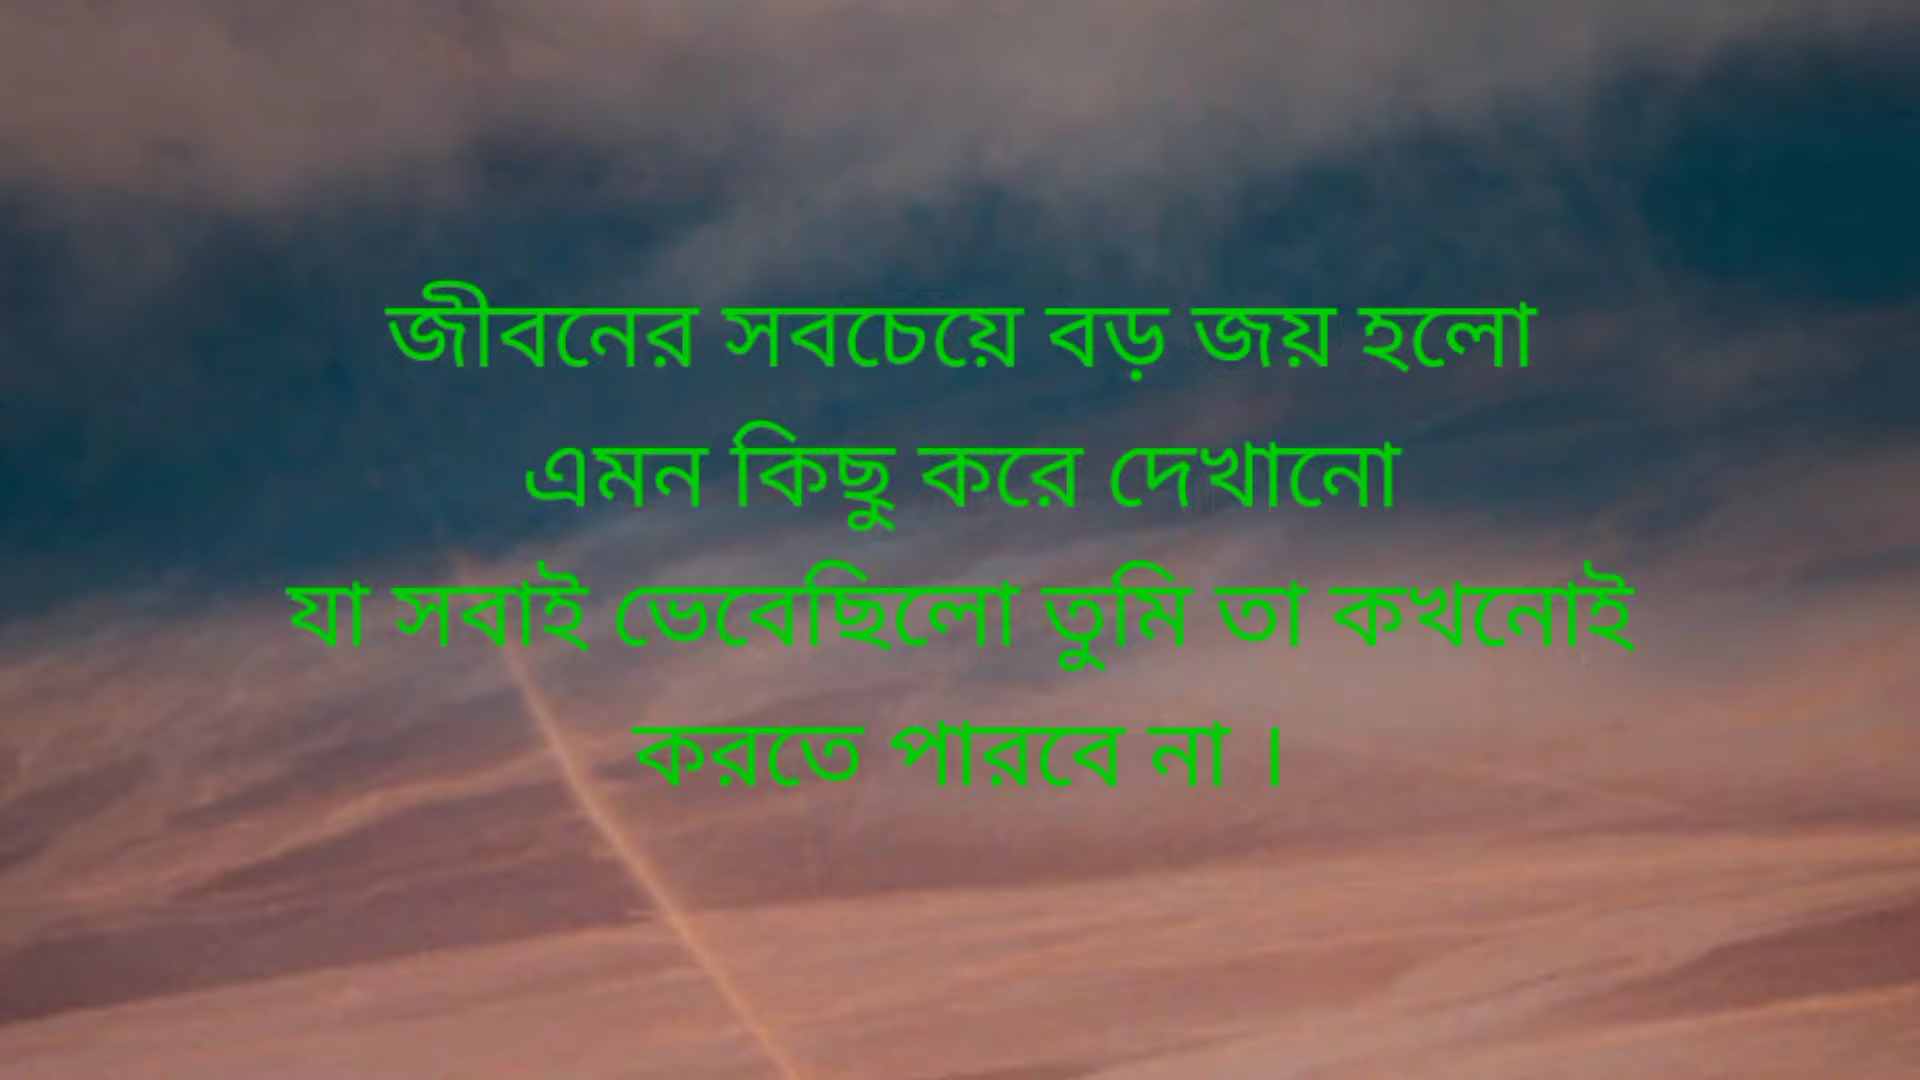 জীবনের সবচেয়ে বড় জয় হলো
এমন কিছু করে দেখানো
যা সবাই ভেবেছিলো তুমি তা কখনোই
করতে পারবে না ।